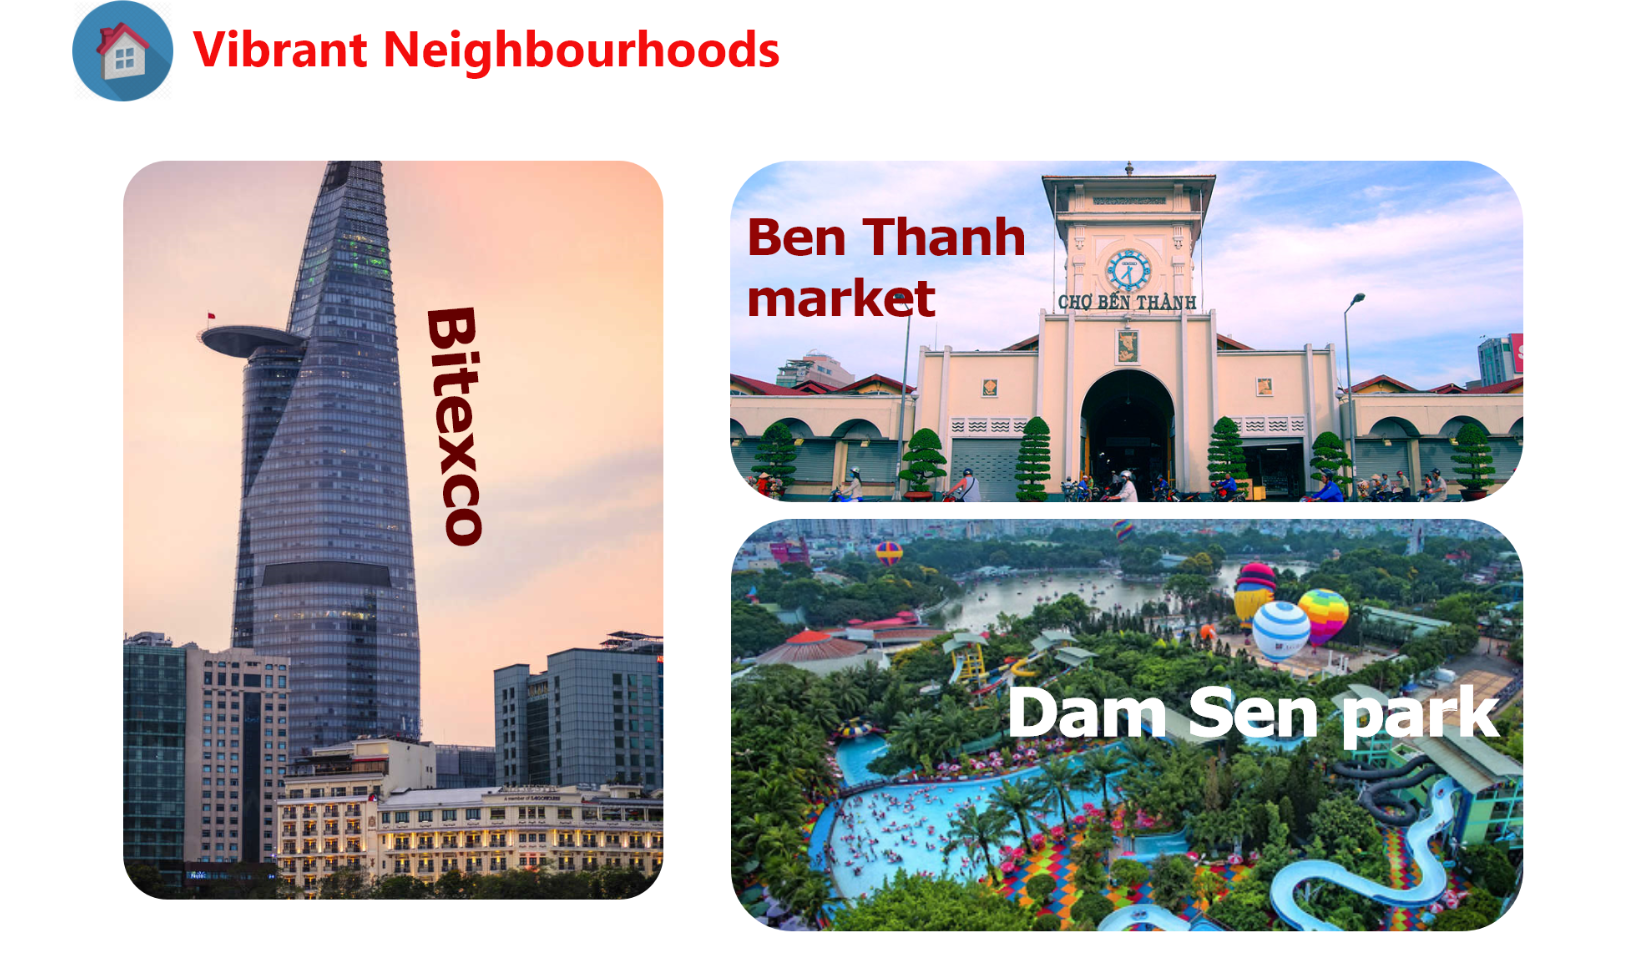 Vibrant Neighbourhoods
Bitexco
Ben Thanh
market
CHỢ BẾN THÀNH
Dam Sen park